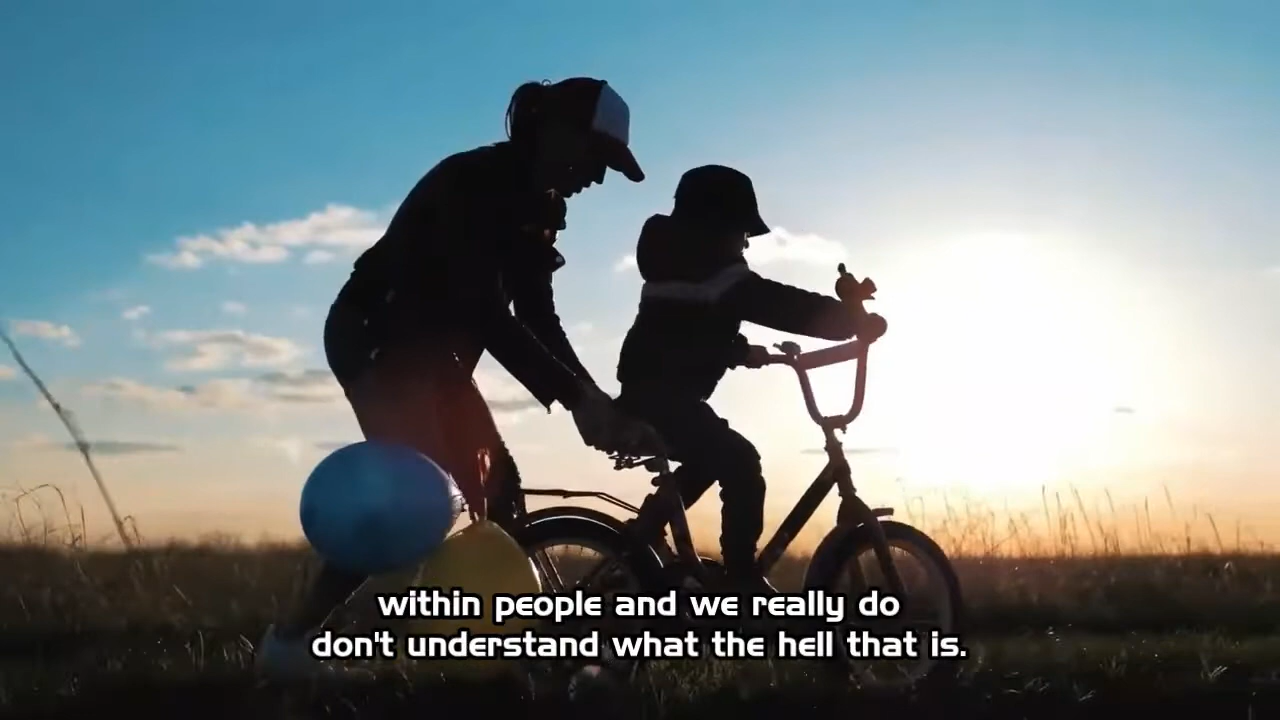 within people and we really do
don't understand what the hell that is.